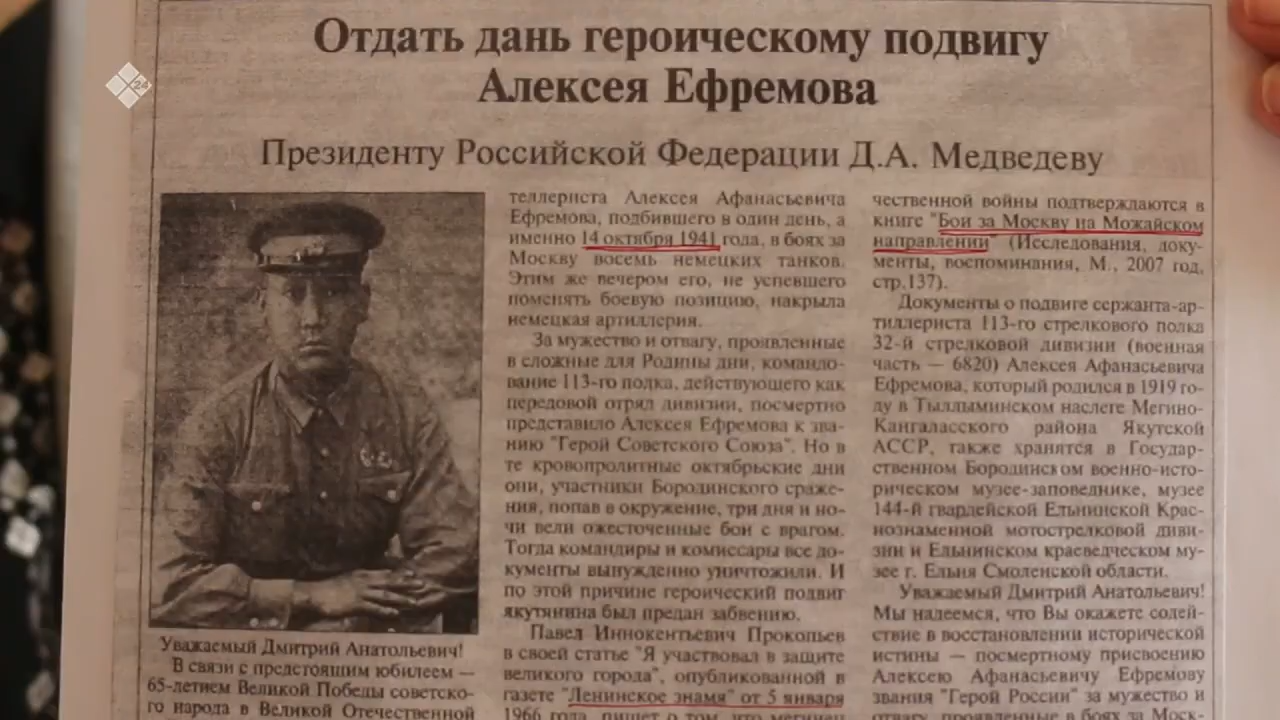 Отдать дань героическому подвигу
Алексея Ефремова
Президенту Российской Федерации Д.А. Медведеву
24
Уважаемый Дмитрий Анатольевич!
В связи с предстоящим юбилеем —
65-летием Великой Победы советско-
го народа в Великой Отечественной
теллериста Алексея Афанасьевича
Ефремова, подбившего в один день, а
именно 14 октября 1941 года, в боях за
Москву восемь немецких танков.
Этим же вечером его, не успевшего
поменять боевую позицию, накрыла
немецкая артиллерия.
За мужество и отвагу, проявленные
в сложные для Родины дни, командо-
вание 113-го полка, действующего как
передовой отряд дивизии, посмертно
представило Алексея Ефремова к зва-
нию "Герой Советского Союза". Но в
те кровопролитные октябрьские дни
они, участники Бородинского сраже-
ния, попав в окружение, три дня и но-
чи вели ожесточенные бои с врагом.
Тогда командиры и комиссары все до-
кументы вынужденно уничтожили. И
по этой причине героический подвиг
якутянина был предан забвению.
Павел Иннокентьевич Прокопьев
в своей статье "Я участвовал в защите
великого города", опубликованной в
газете "Ленинское знамя" от 5 января
1966 года, пишет о том, что мегинец
чественной войны подтверждаются в
книге "Бои за Москву на Можайском
направлении" (Исследования, доку-
менты, воспоминания, М., 2007 год,
стр.137).
Документы о подвиге сержанта-ар-
тиллериста 113-го стрелкового полка
32-й стрелковой дивизии (военная
часть — 6820) Алексея Афанасьевича
Ефремова, который родился в 1919 го-
ду в Тыллыминском наслеге Мегино-
Кангаласского района Якутской
АССР, также хранятся в Государ-
ственном Бородинском военно-исто-
рическом музее-заповеднике, музее
144-й гвардейской Ельнинской Крас-
нознаменной мотострелковой диви-
зии и Ельнинском краеведческом му-
зее г. Ельня Смоленской области.
Уважаемый Дмитрий Анатольевич!
Мы надеемся, что Вы окажете содей-
ствие в восстановлении исторической
истины — посмертному присвоению
Алексею Афанасьевичу Ефремову
звания "Герой России" за мужество и
отвагу, проявленные в боях за Моск-